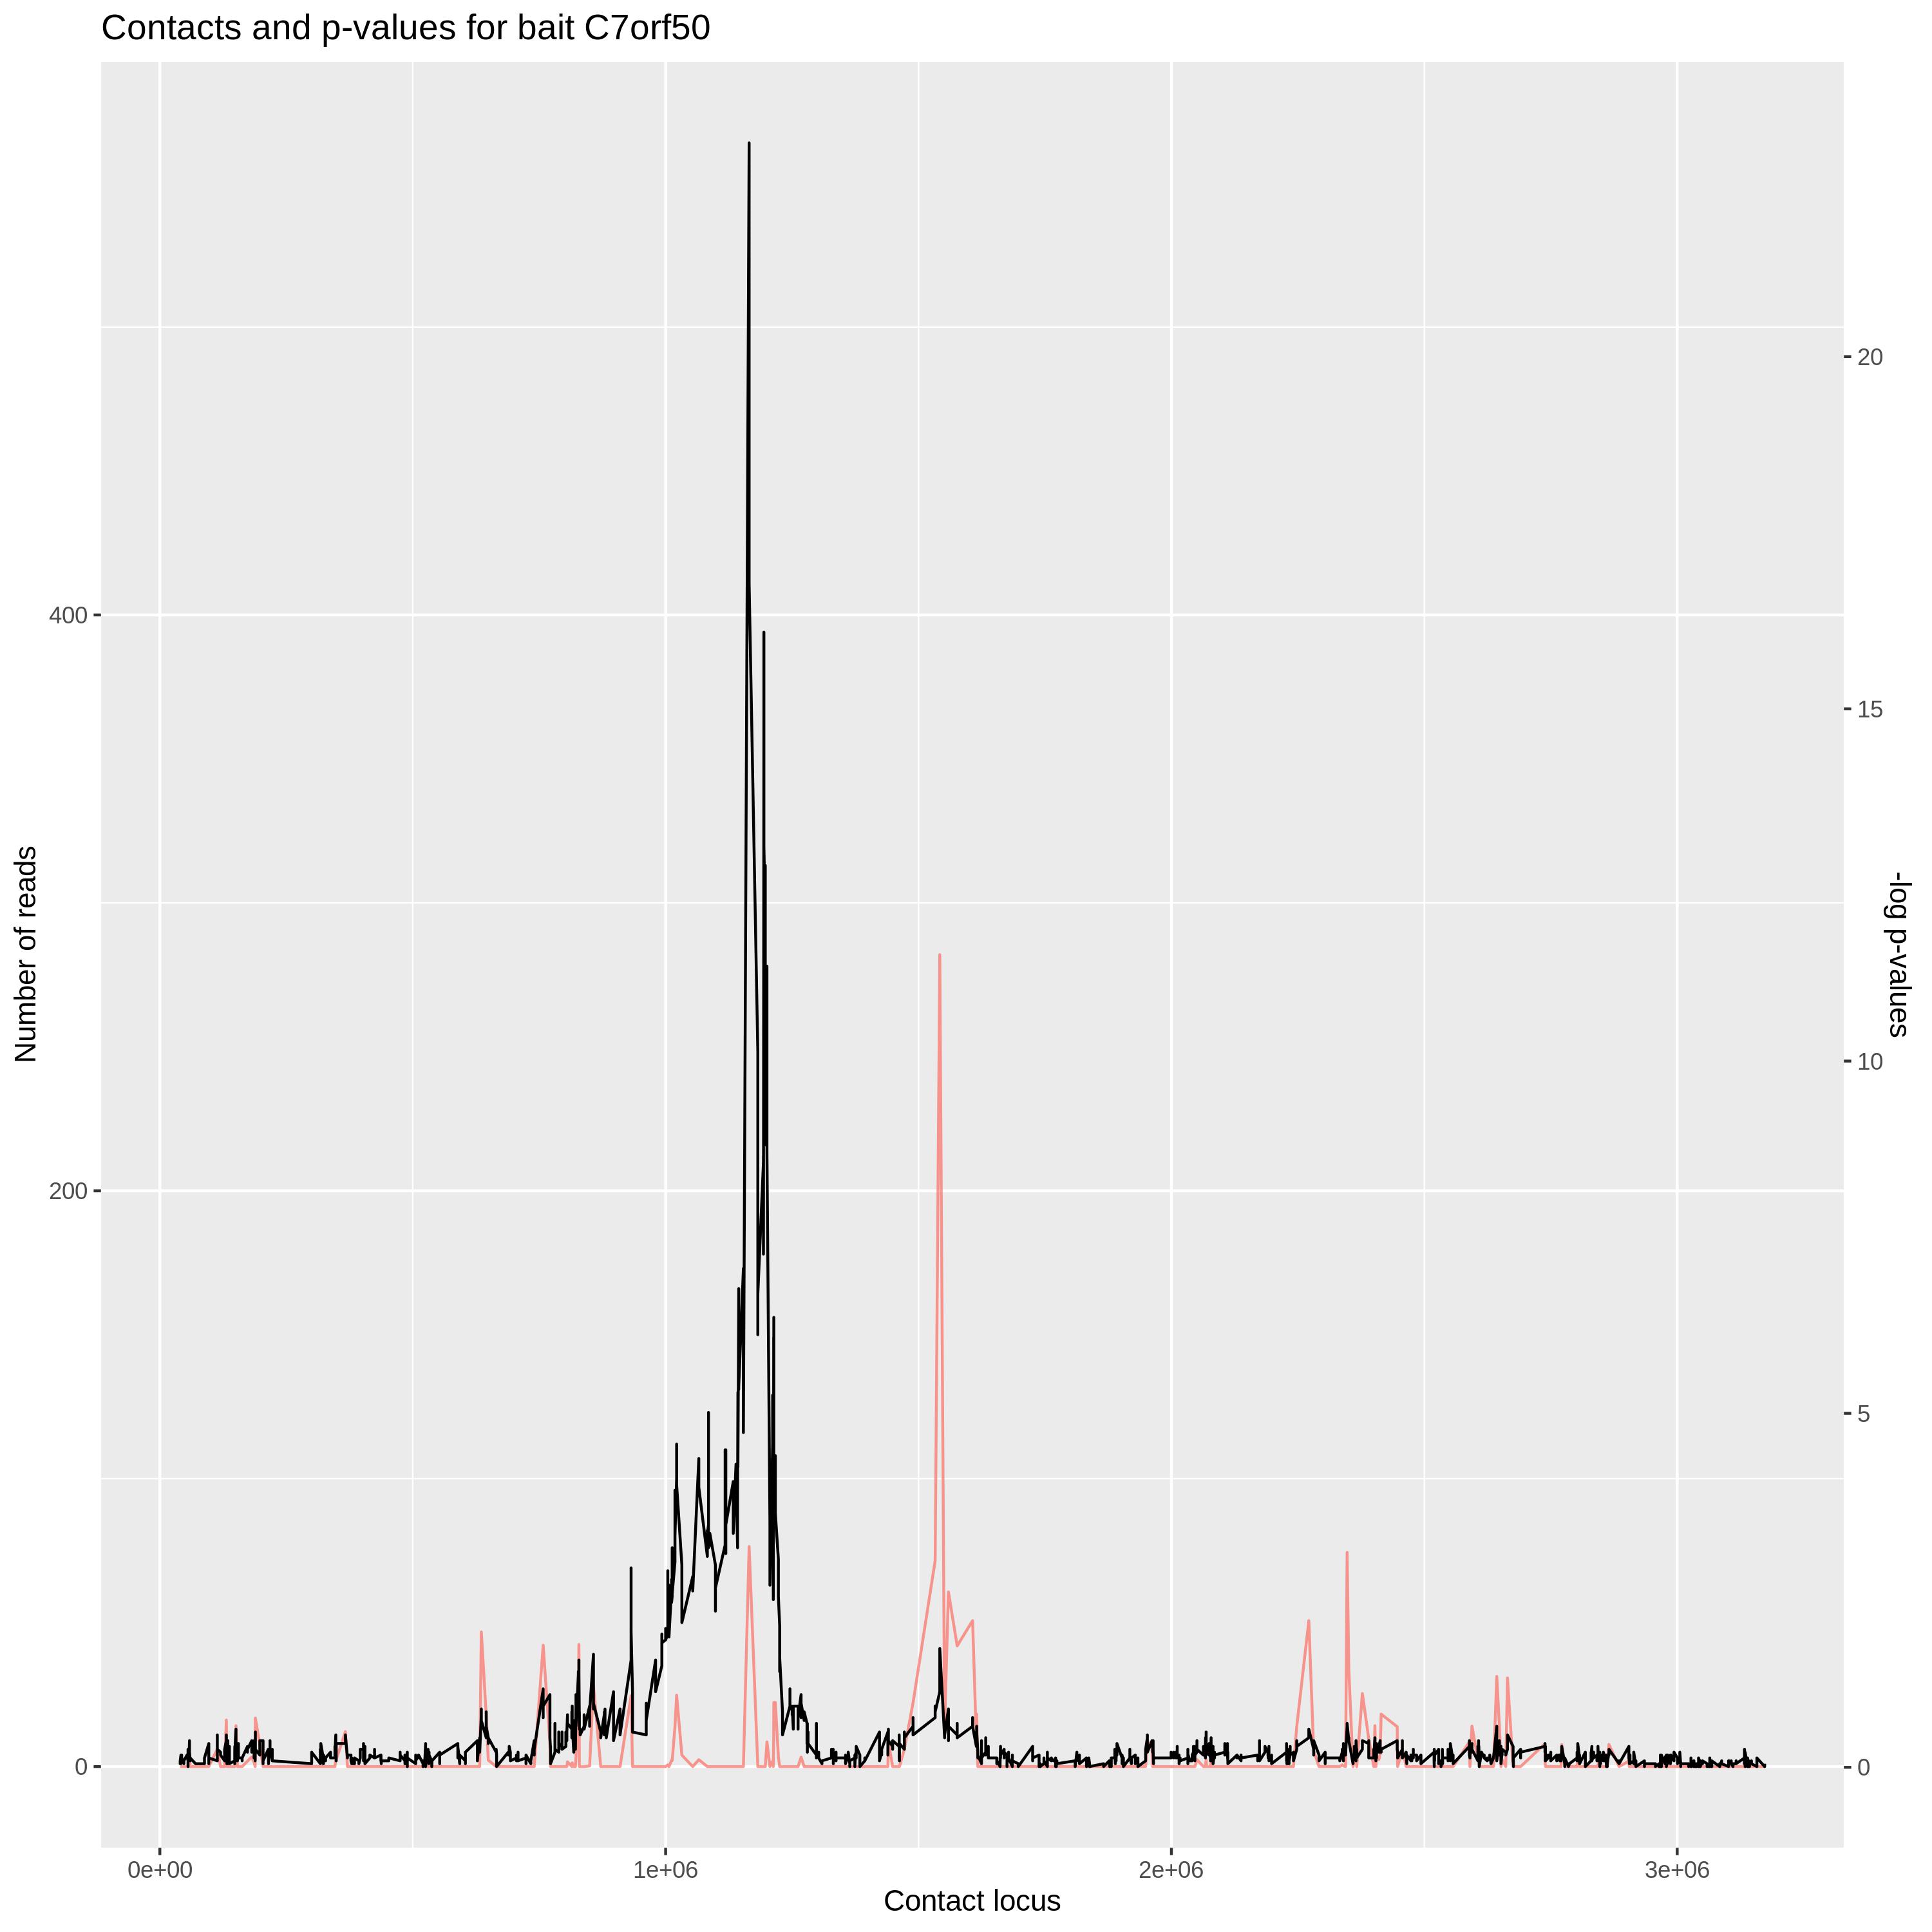 Contacts and p-values for bait C7orf50
Number of reads
400
200
0
20
15
10
5
0
-log p-values
0e+00 1e+06 2e+06 3e+06
Contact locus